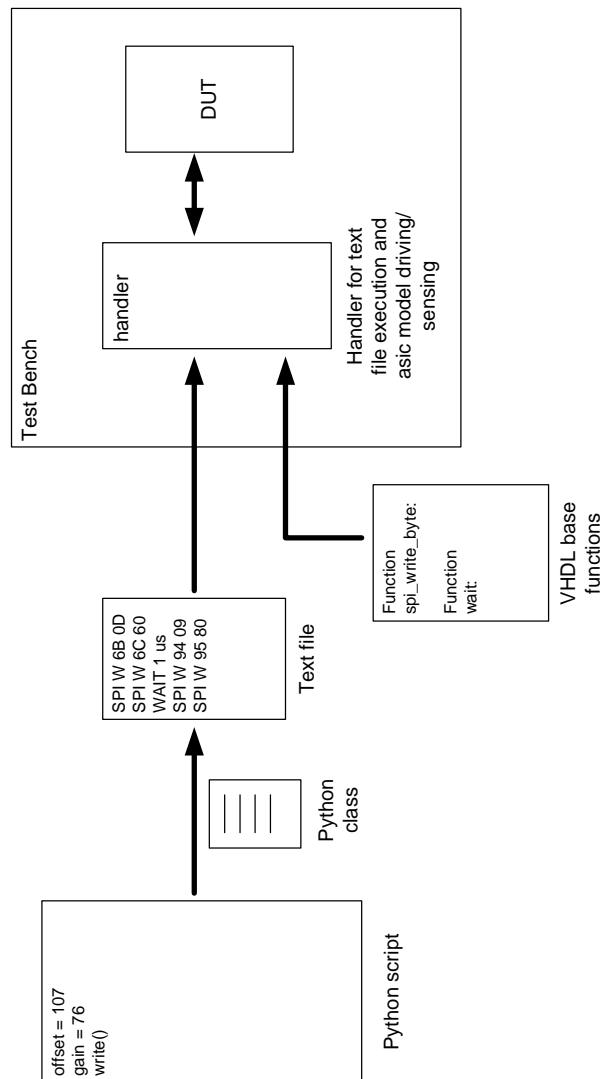 offset = 107
gain = 76
write()
Python script
Python
class
SPI W 6B 0D
SPI W 6C 60
WAIT 1 us
SPI W 94 09
SPI W 95 80
Text file
Function
spi_write_byte:
Function
wait:
VHDL base
functions
Test Bench
handler
Handler for text
file execution and
asic model driving/
sensing
DUT